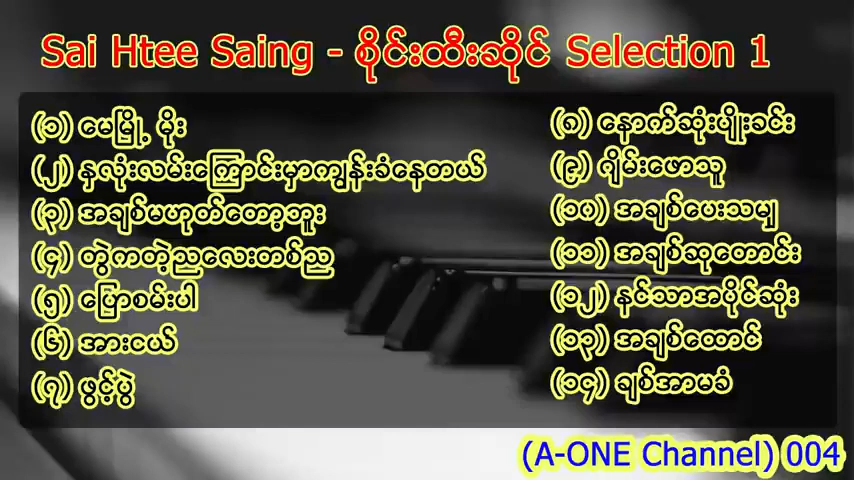 Sai Htee Saing - စိုင်းထီးဆိုင် Selection 1
(၁) မေမြို့ မိုး
(၂) နှလုံးလမ်းကြောင်းမှာကျွန်းခံနေတယ်
(၃) အချစ်မဟုတ်တော့ဘူး
(၄) တွဲကတဲ့ညလေးတစ်ည
(၅) ပြောစမ်းပါ
(၆) အားငယ်
(၇) ဖွင့်ပွဲ
(၈) နောက်ဆုံးပျိုးခင်း
(၉) ဂျိမ်းဖောသူ
(၁၀) အချစ်ပေးသမျှ
(၁၁) အချစ်ဆုတောင်း
(၁၂) နင်သာအပိုင်ဆုံး
(၁၃) အချစ်ထောင်
(၁၄) ချစ်အာမခံ
(A-ONE Channel) 004